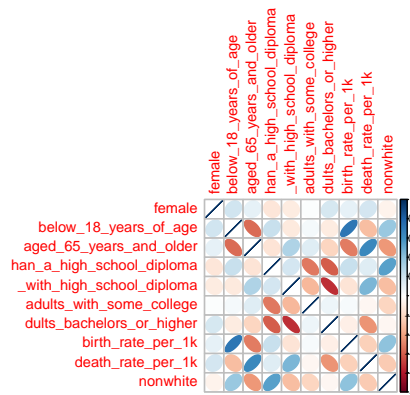 female
below_18_years_of_age
aged_65_years_and_older
han_a_high_school_diploma
_with_high_school_diploma
adults_with_some_college
dults_bachelors_or_higher
birth_rate_per_1k
death_rate_per_1k
nonwhite
female
below_18_years_of_age
aged_65_years_and_older
han_a_high_school_diploma
_with_high_school_diploma
adults_with_some_college
dults_bachelors_or_higher
birth_rate_per_1k
death_rate_per_1k
nonwhite